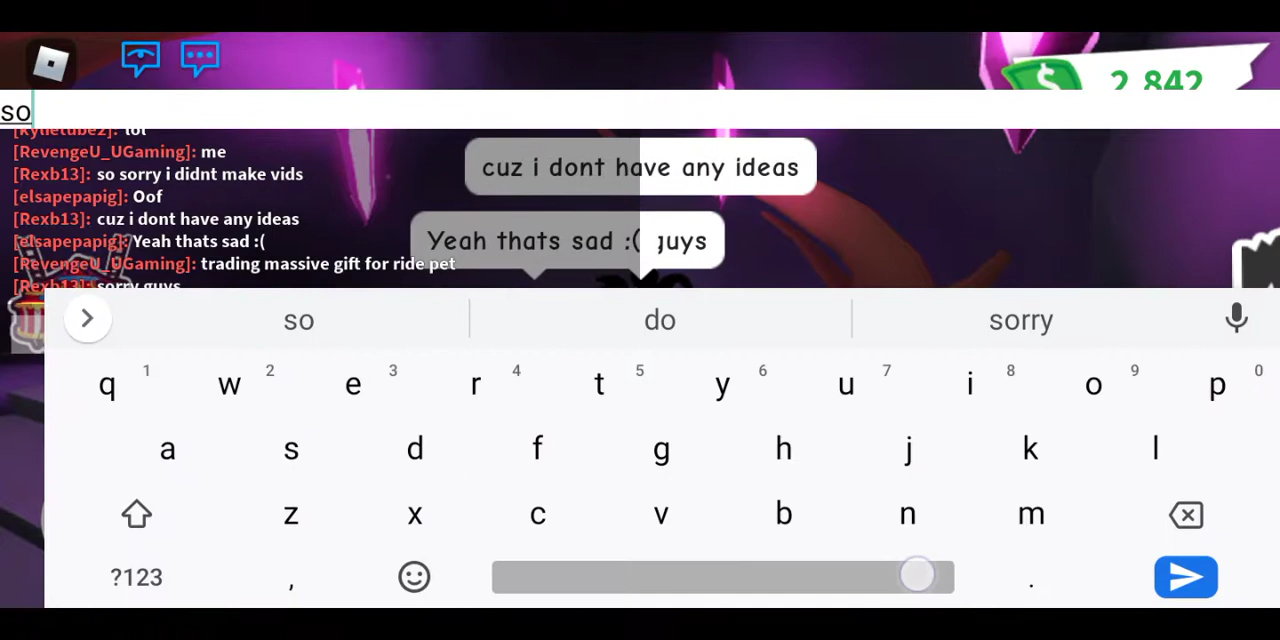 2,842
so
[kylietube2]: lol
[RevengeU_UGaming]: me
[Rexb13]: so sorry i didnt make vids
[elsapepapig]: Oof
[Rexb13]: cuz i dont have any ideas
[elsapepapig]: Yeah thats sad :(
[RevengeU_UGaming]: trading massive gift for ride pet
[Rexb13]: sorry guys
cuz i dont have any ideas
Yeah thats sad :( guys
so do sorry
q 1 w 2 e 3 r 4 t 5 y 6 u 7 i 8 o 9 p 0
a s d f g h j k l
z x c v b n m
?123 , .